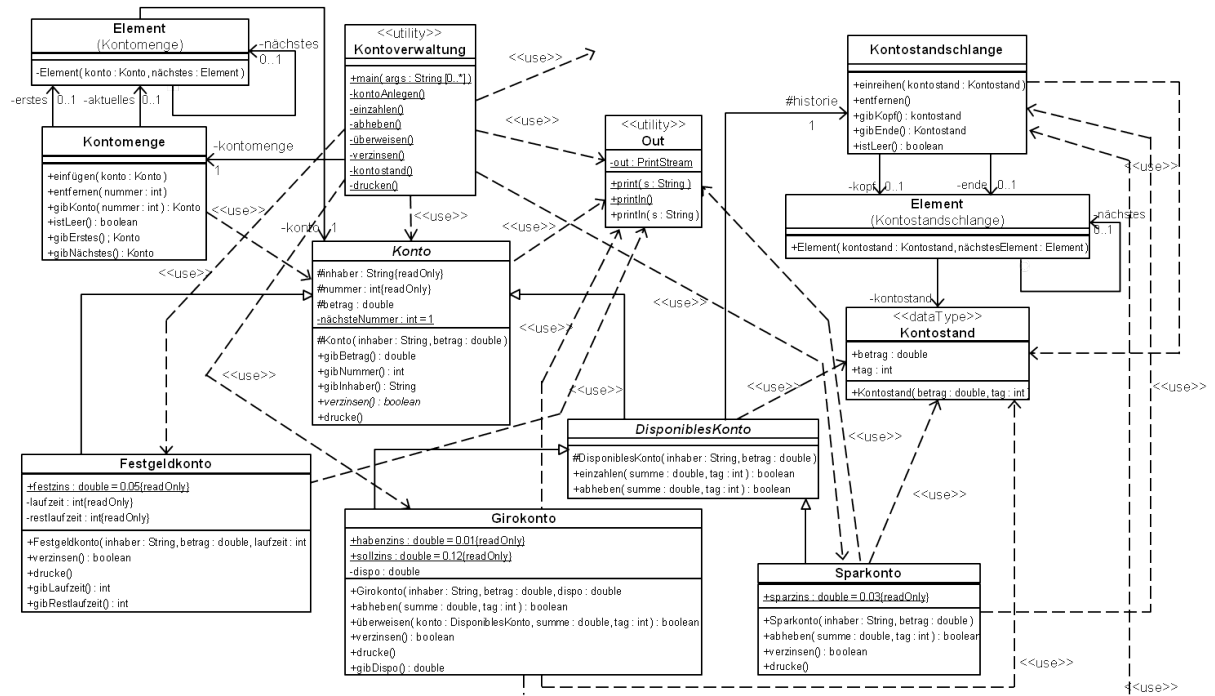 Element
(Kontomenge)
-Element( konto : Konto, nächstes : Element )
-nächstes
0..1
-erstes
0..1
-aktuelles
0..1
Kontomenge
+einfügen( konto : Konto )
+entfernen( nummer : int )
+gibKonto( nummer : int ) : Konto
+istLeer() : boolean
+gibErstes() ; Konto
+gibNächstes() : Konto
-kontomenge
1
<<use>>
-konto
1
<<utility>>
Kontoverwaltung
+main( args : String [0..*] )
-kontoAnlegen()
-einzahlen()
-abheben()
-überweisen()
-verzinsen()
-kontostand()
-drucken()
<<use>>
<<use>>
<<utility>>
Out
-out : PrintStream
+print( s : String )
+println()
+println( s : String )
#historie
1
Kontostandschlange
+einreihen( kontostand : Kontostand )
+entfernen()
+gibKopf() : kontostand
+gibEnde() : Kontostand
+istLeer() : boolean
-kopf
0..1
-ende
0..1
Element
(Kontostandschlange)
+Element( kontostand : Kontostand, nächstesElement : Element )
-nächstes
0..1
-kontostand
<<dataType>>
Kontostand
+betrag : double
+tag : int
+Kontostand( betrag : double, tag : int )
Konto
#inhaber : String{readOnly}
#nummer : int{readOnly}
#betrag : double
-nächsteNummer : int = 1
#Konto( inhaber : String, betrag : double )
+gibBetrag() : double
+gibNummer() : int
+gibInhaber() : String
+verzinsen() : boolean
+drucke()
<<use>>
<<use>>
<<use>>
<<use>>
<<use>>
<<use>>
<<use>>
DisponiblesKonto
#DisponiblesKonto( inhaber : String, betrag : double )
+einzahlen( summe : double, tag : int ) : boolean
+abheben( summe : double, tag : int ) : boolean
<<use>>
<<use>>
<<use>>
Festgeldkonto
+festzins : double = 0.05{readOnly}
-laufzeit : int{readOnly}
-restlaufzeit : int{readOnly}
+Festgeldkonto( inhaber : String, betrag : double, laufzeit : int
+verzinsen() : boolean
+drucke()
+gibLaufzeit() : int
+gibRestlaufzeit() : int
Girokonto
+habenzins : double = 0.01{readOnly}
+sollzins : double = 0.12{readOnly}
-dispo : double
+Girokonto( inhaber : String, betrag : double, dispo : double
+abheben( summe : double, tag : int ) : boolean
+überweisen( konto : DisponiblesKonto, summe : double, tag : int ) : boolean
+verzinsen() : boolean
+drucke()
+gibDispo() : double
Sparkonto
+sparzins : double = 0.03{readOnly}
+Sparkonto( inhaber : String, betrag : double )
+abheben( summe : double, tag : int ) : boolean
+verzinsen() : boolean
+drucke()
<<use>>
<<use>>